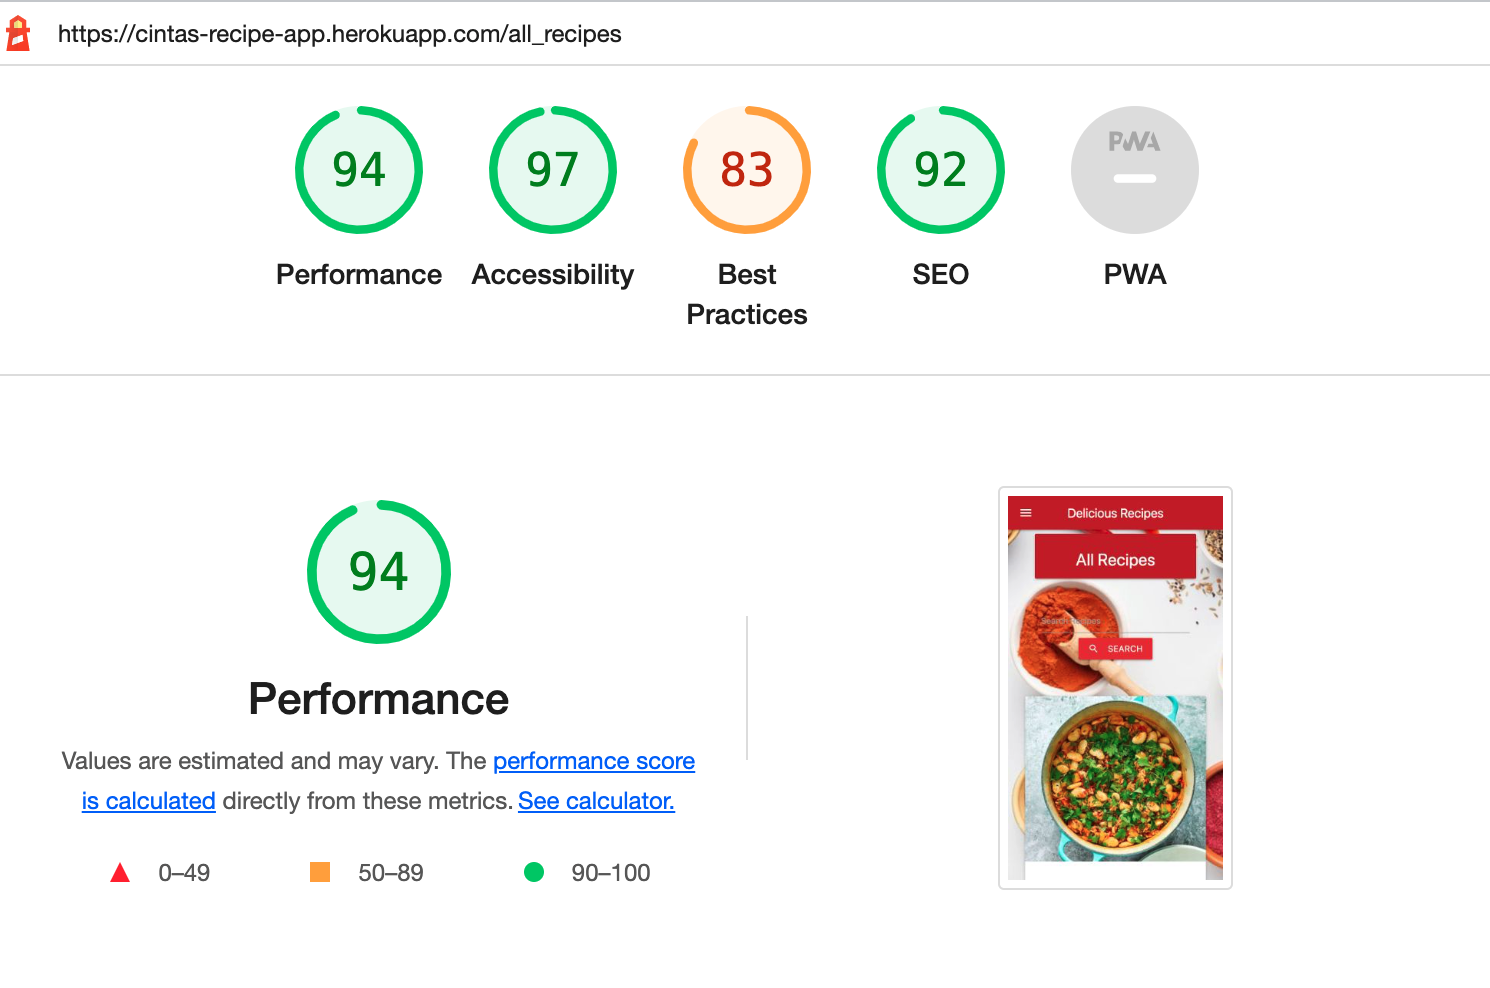 https://cintas-recipe-app.herokuapp.com/all_recipes
94
97
83
92
PWA
Performance
Accessibility
Best
Practices
SEO
PWA
94
Performance
Values are estimated and may vary. The performance score
is calculated directly from these metrics. See calculator.
0–49
50–89
90–100
Delicious Recipes
All Recipes
Search Recipes
SEARCH